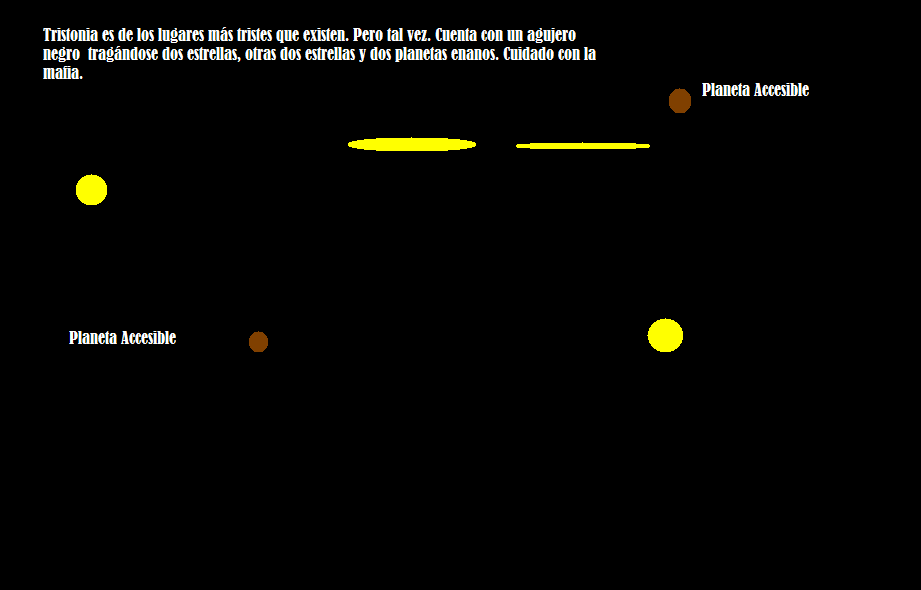 Tristonia es de los lugares más tristes que existen. Pero tal vez. Cuenta con un agujero
negro  tragándose dos estrellas, otras dos estrellas y dos planetas enanos. Cuidado con la
mafia.
Planeta Accesible
Planeta Accesible